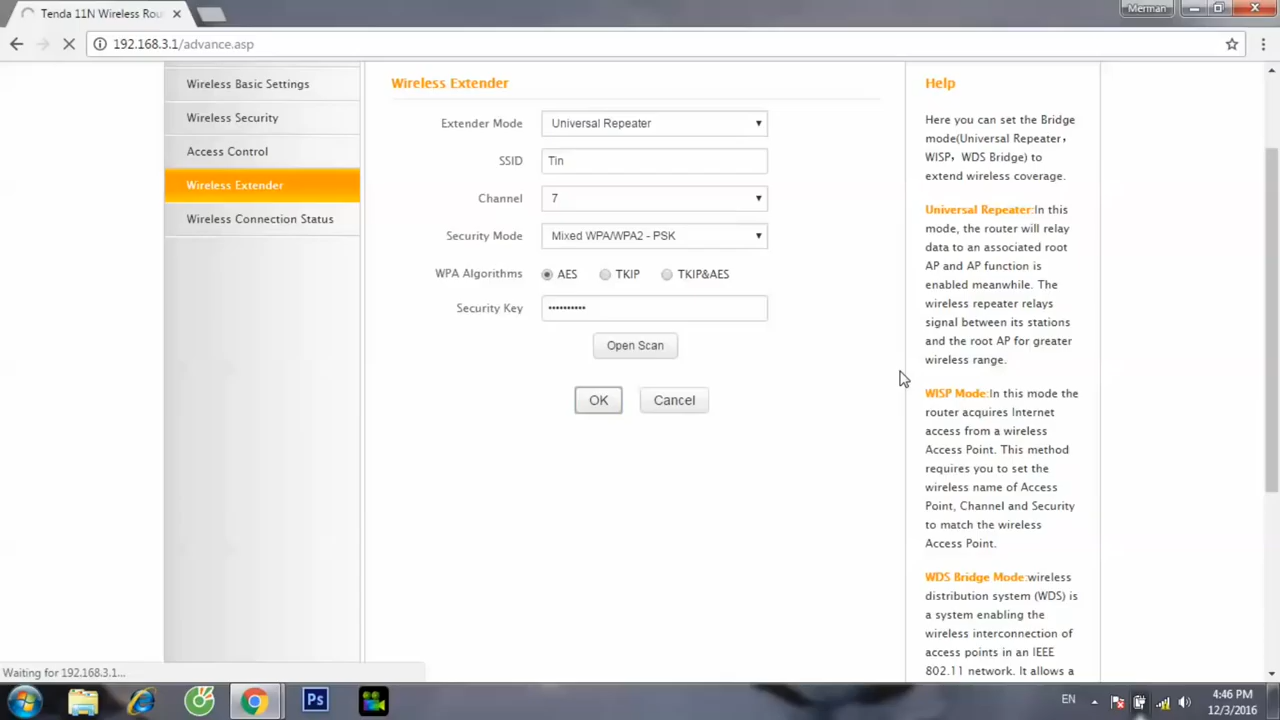 Tenda 11N Wireless Rou
Merman
192.168.3.1/advance.asp
Wireless Basic Settings
Wireless Security
Access Control
Wireless Extender
Wireless Connection Status
Wireless Extender
Extender Mode
Universal Repeater
SSID
Tin
Channel
7
Security Mode
Mixed WPA/WPA2 - PSK
WPA Algorithms
AES
TKIP
TKIP&AES
Security Key
••••••••••
Open Scan
OK
Cancel
Help
Here you can set the Bridge
mode(Universal Repeater,
WISP, WDS Bridge) to
extend wireless coverage.
Universal Repeater:In this
mode, the router will relay
data to an associated root
AP and AP function is
enabled meanwhile. The
wireless repeater relays
signal between its stations
and the root AP for greater
wireless range.
WISP Mode:In this mode the
router acquires Internet
access from a wireless
Access Point. This method
requires you to set the
wireless name of Access
Point, Channel and Security
to match the wireless
Access Point.
WDS Bridge Mode:wireless
distribution system (WDS) is
a system enabling the
wireless interconnection of
access points in an IEEE
802.11 network. It allows a
Waiting for 192.168.3.1...
Ps
EN
4:46 PM
12/3/2016